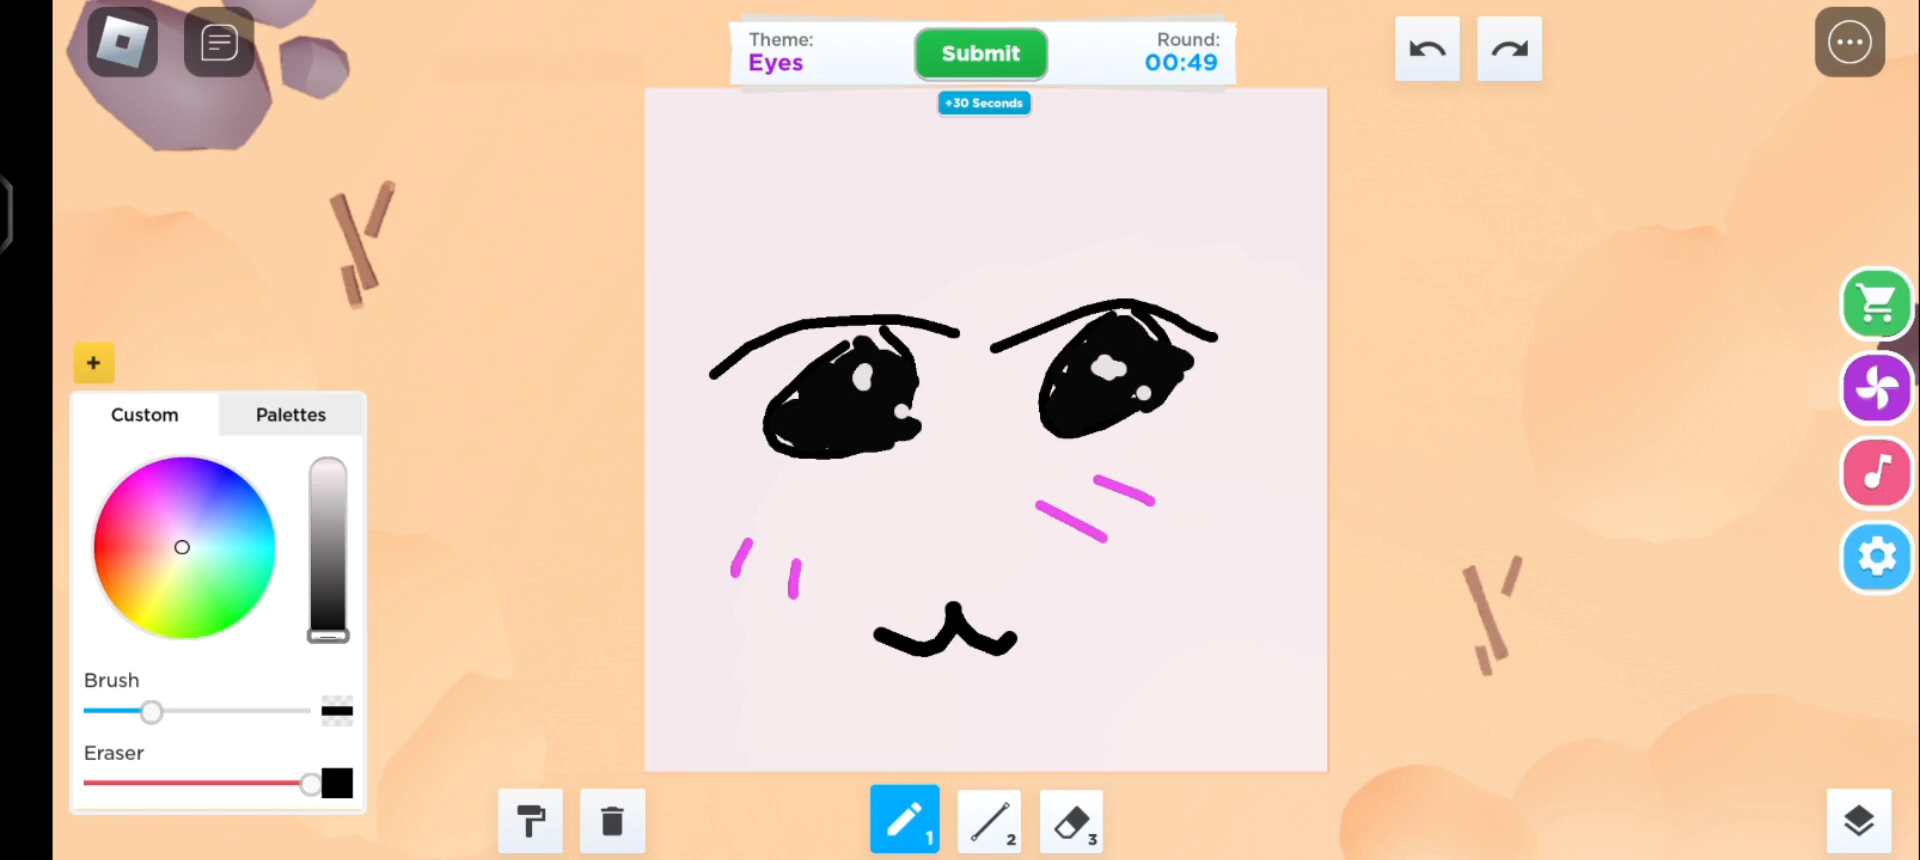 Theme:
Eyes
Submit
Round:
00:49
+30 Seconds
+
Custom
Palettes
Brush
Eraser
1
2
3